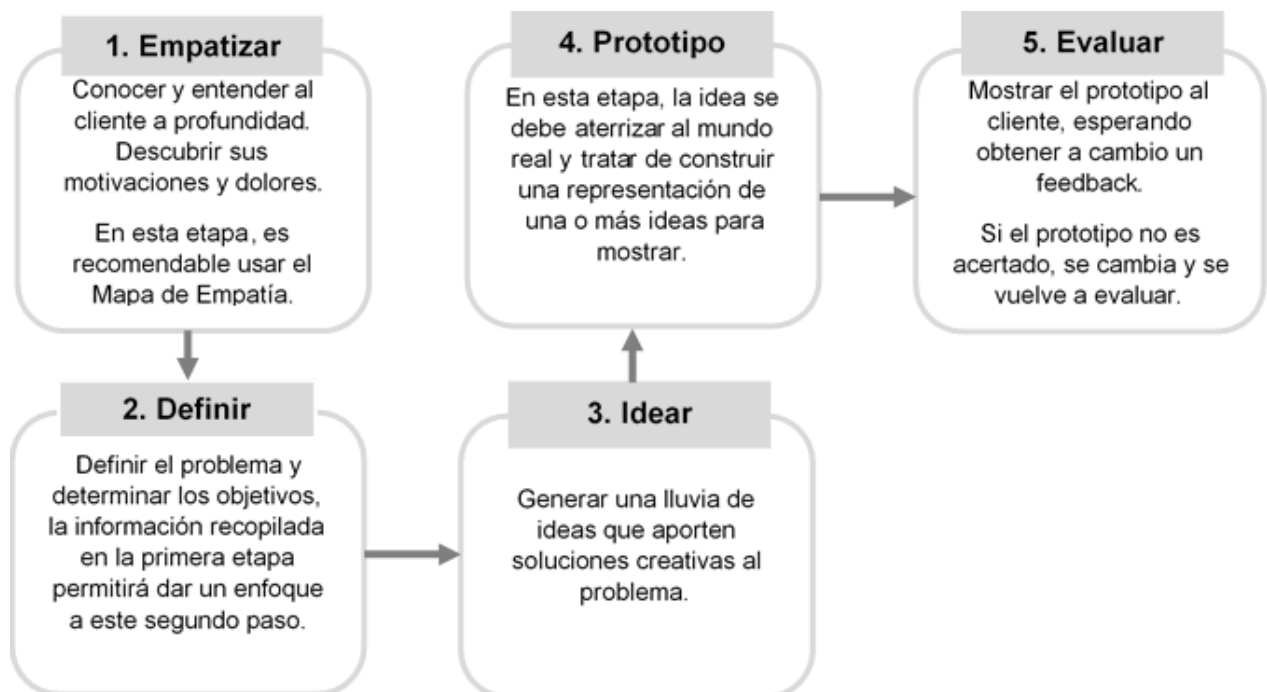 1. Empatizar
Conocer y entender al
cliente a profundidad.
Descubrir sus
motivaciones y dolores.
En esta etapa, es
recomendable usar el
Mapa de Empatía.
2. Definir
Definir el problema y
determinar los objetivos,
la información recopilada
en la primera etapa
permitirá dar un enfoque
a este segundo paso.
3. Idear
Generar una lluvia de
ideas que aporten
soluciones creativas al
problema.
4. Prototipo
En esta etapa, la idea se
debe aterrizar al mundo
real y tratar de construir
una representación de
una o más ideas para
mostrar.
5. Evaluar
Mostrar el prototipo al
cliente, esperando
obtener a cambio un
feedback.
Si el prototipo no es
acertado, se cambia y se
vuelve a evaluar.